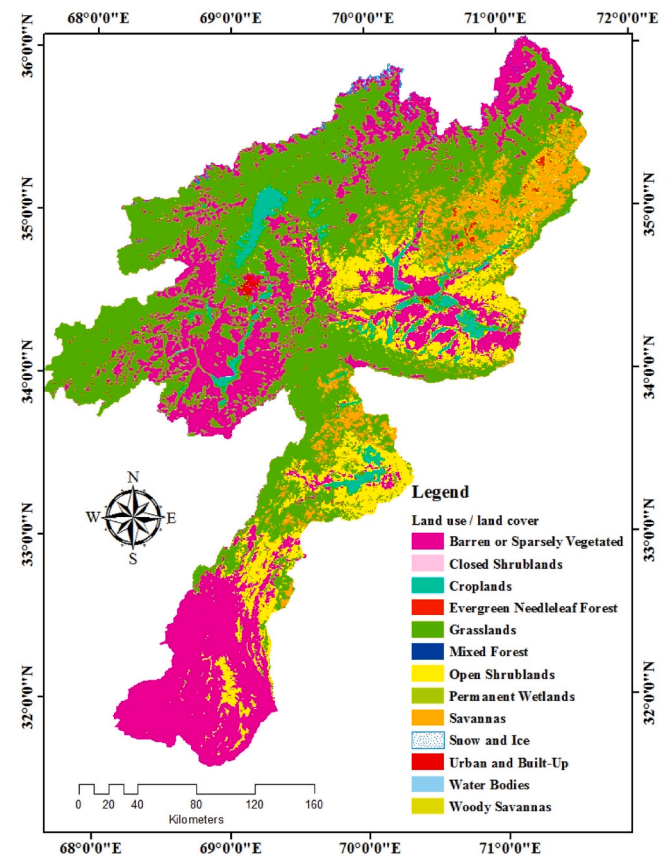 68°0'0"E 69°0'0"E 70°0'0"E 71°0'0"E 72°0'0"E
36°0'0"N
35°0'0"N 35°0'0"N
34°0'0"N 34°0'0"N
33°0'0"N 33°0'0"N
32°0'0"N 32°0'0"N
N
W E
S
Legend
Land use / land cover
Barren or Sparsely Vegetated
Closed Shrublands
Croplands
Evergreen Needleleaf Forest
Grasslands
Mixed Forest
Open Shrublands
Permanent Wetlands
Savannas
Snow and Ice
Urban and Built-Up
Water Bodies
Woody Savannas
0 20 40 80 120 160
Kilometers
68°0'0"E 69°0'0"E 70°0'0"E 71°0'0"E